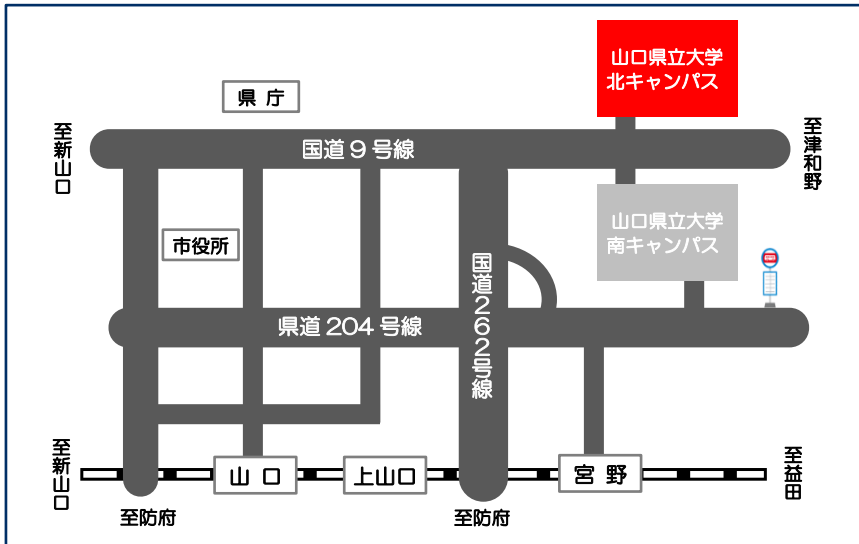 山口県立大学
北キャンパス
県庁
至新山口
国道9号線
至津和野
山口県立大学
南キャンパス
市役所
国道262号線
県道204号線
至新山口
山口
上山口
宮野
至益田
至防府
至防府